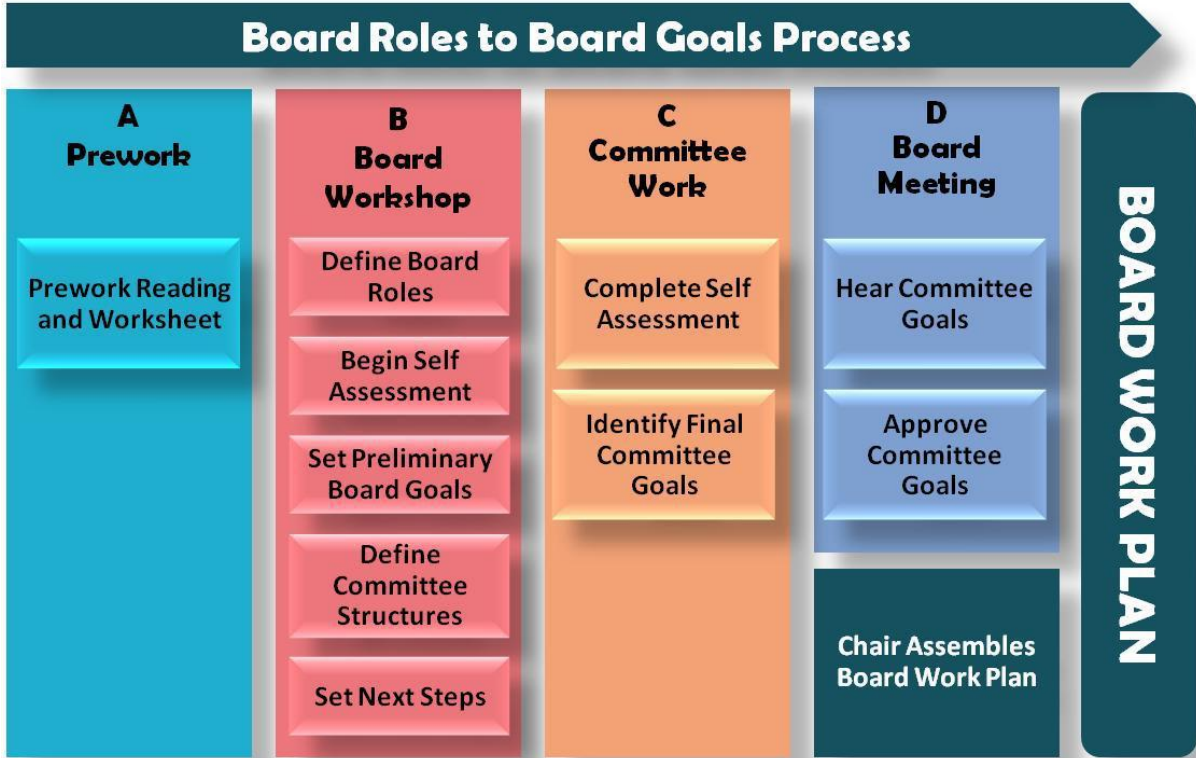 Board Roles to Board Goals Process
A
Prework
Prework Reading
and Worksheet
B
Board
Workshop
Define Board
Roles
Begin Self
Assessment
Set Preliminary
Board Goals
Define
Committee
Structures
Set Next Steps
C
Committee
Work
Complete Self
Assessment
Identify Final
Committee
Goals
D
Board
Meeting
Hear Committee
Goals
Approve
Committee
Goals
Chair Assembles
Board Work Plan
BOARD WORK PLAN